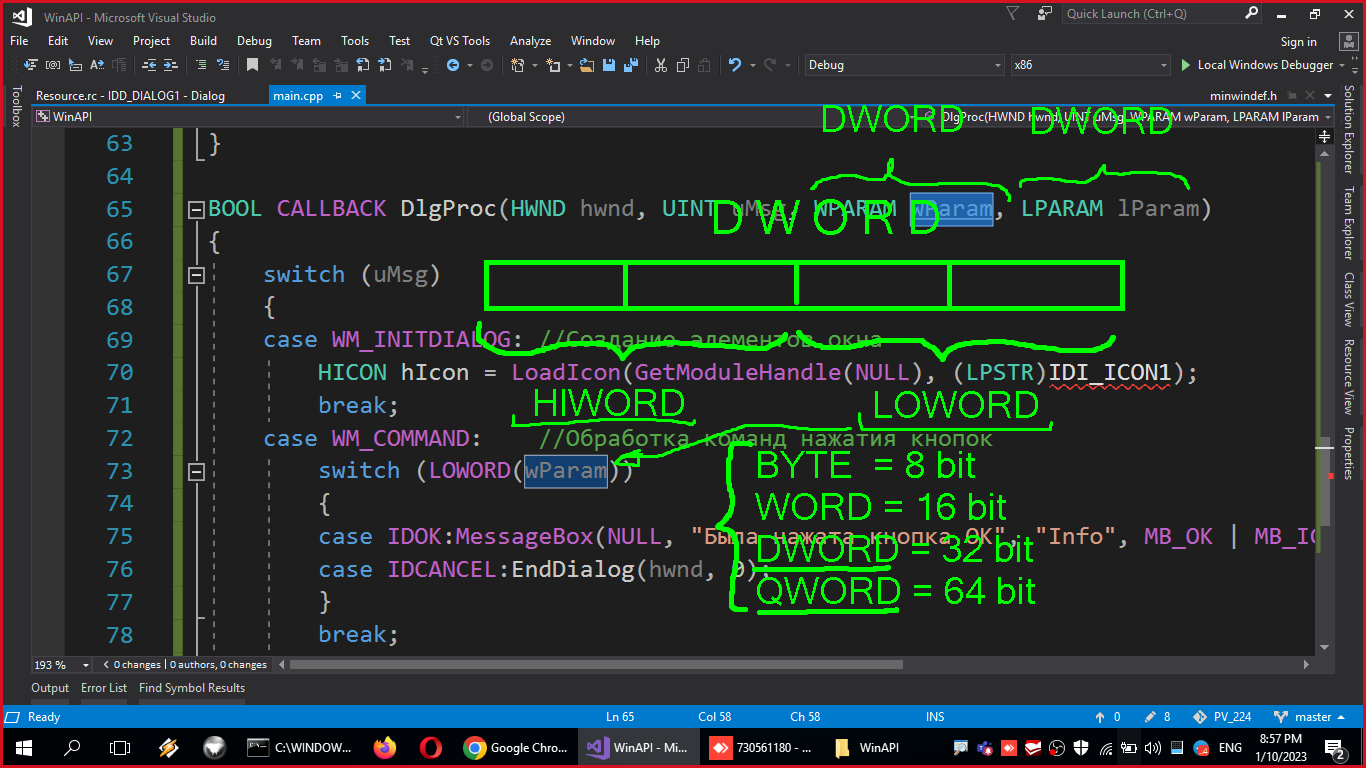 WinAPI - Microsoft Visual Studio
Quick Launch (Ctrl+Q)
File Edit View Project Build Debug Team Tools Test Qt VS Tools Analyze Window Help
Sign in
Debug x86 Local Windows Debugger
Toolbox
Resource.rc - IDD_DIALOG1 - Dialog main.cpp minwindef.h
WinAPI (Global Scope) DlgProc(HWND hwnd, UINT uMsg, WPARAM wParam, LPARAM lParam
DWORD DWORD
63 }
64
65 BOOL CALLBACK DlgProc(HWND hwnd, UINT uMsg, WPARAM wParam, LPARAM lParam)
DWORD
66 {
67 switch (uMsg)
68 {
69 case WM_INITDIALOG: //Создание элементов окна
70 HICON hIcon = LoadIcon(GetModuleHandle(NULL), (LPSTR)IDI_ICON1);
71 break;
HIWORD LOWORD
72 case WM_COMMAND: //Обработка команд нажатия кнопок
73 switch (LOWORD(wParam))
BYTE = 8 bit
74 {
WORD = 16 bit
75 case IDOK:MessageBox(NULL, "Была нажата кнопка OK", "Info", MB_OK | MB_IC
DWORD = 32 bit
76 case IDCANCEL:EndDialog(hwnd, 0);
QWORD = 64 bit
77 }
78 break;
Solution Explorer
Team Explorer
Class View
Resource View
Properties
193 % 0 changes | 0 authors, 0 changes
Output Error List Find Symbol Results
Ready Ln 65 Col 58 Ch 58 INS 0 8 PV_224 master
C:\WINDOW... Google Chro... WinAPI - Mi... 730561180 - ... WinAPI ENG 8:57 PM
1/10/2023
2